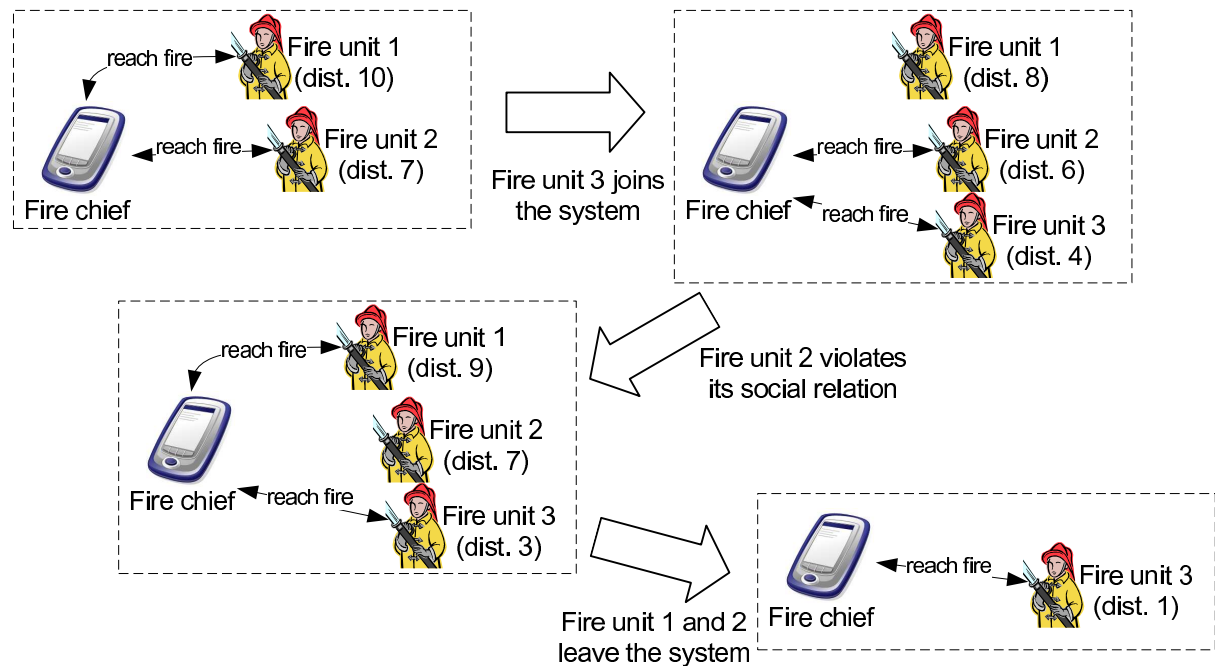 reach fire
Fire unit 1
(dist. 10)
reach fire
Fire unit 2
(dist. 7)
Fire chief
Fire unit 3 joins
the system
Fire unit 1
(dist. 8)
reach fire
Fire unit 2
(dist. 6)
Fire chief
reach fire
Fire unit 3
(dist. 4)
Fire unit 2 violates
its social relation
reach fire
Fire unit 1
(dist. 9)
Fire unit 2
(dist. 7)
Fire chief
reach fire
Fire unit 3
(dist. 3)
Fire unit 1 and 2
leave the system
reach fire
Fire unit 3
(dist. 1)
Fire chief